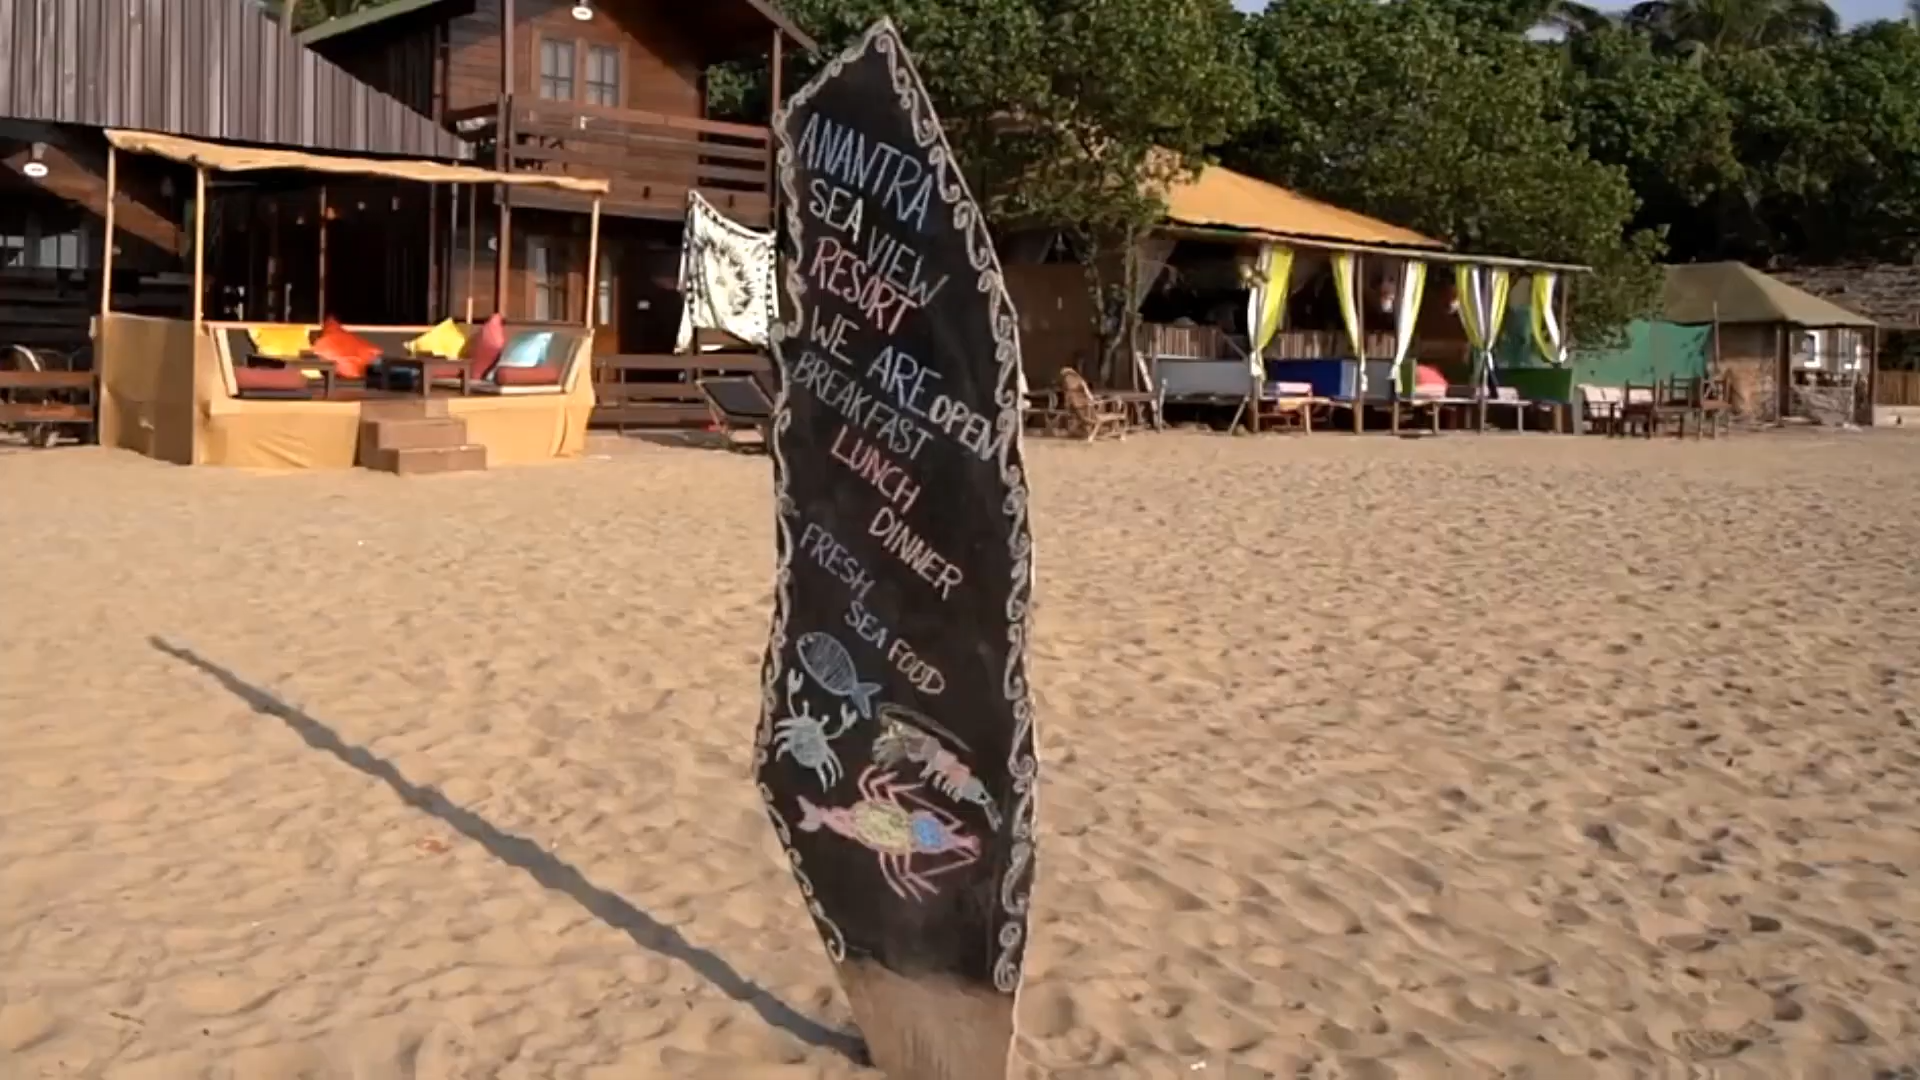 ANANTRA
SEA VIEW
RESORT
WE ARE OPEN
BREAKFAST
LUNCH
DINNER
FRESH
SEA FOOD